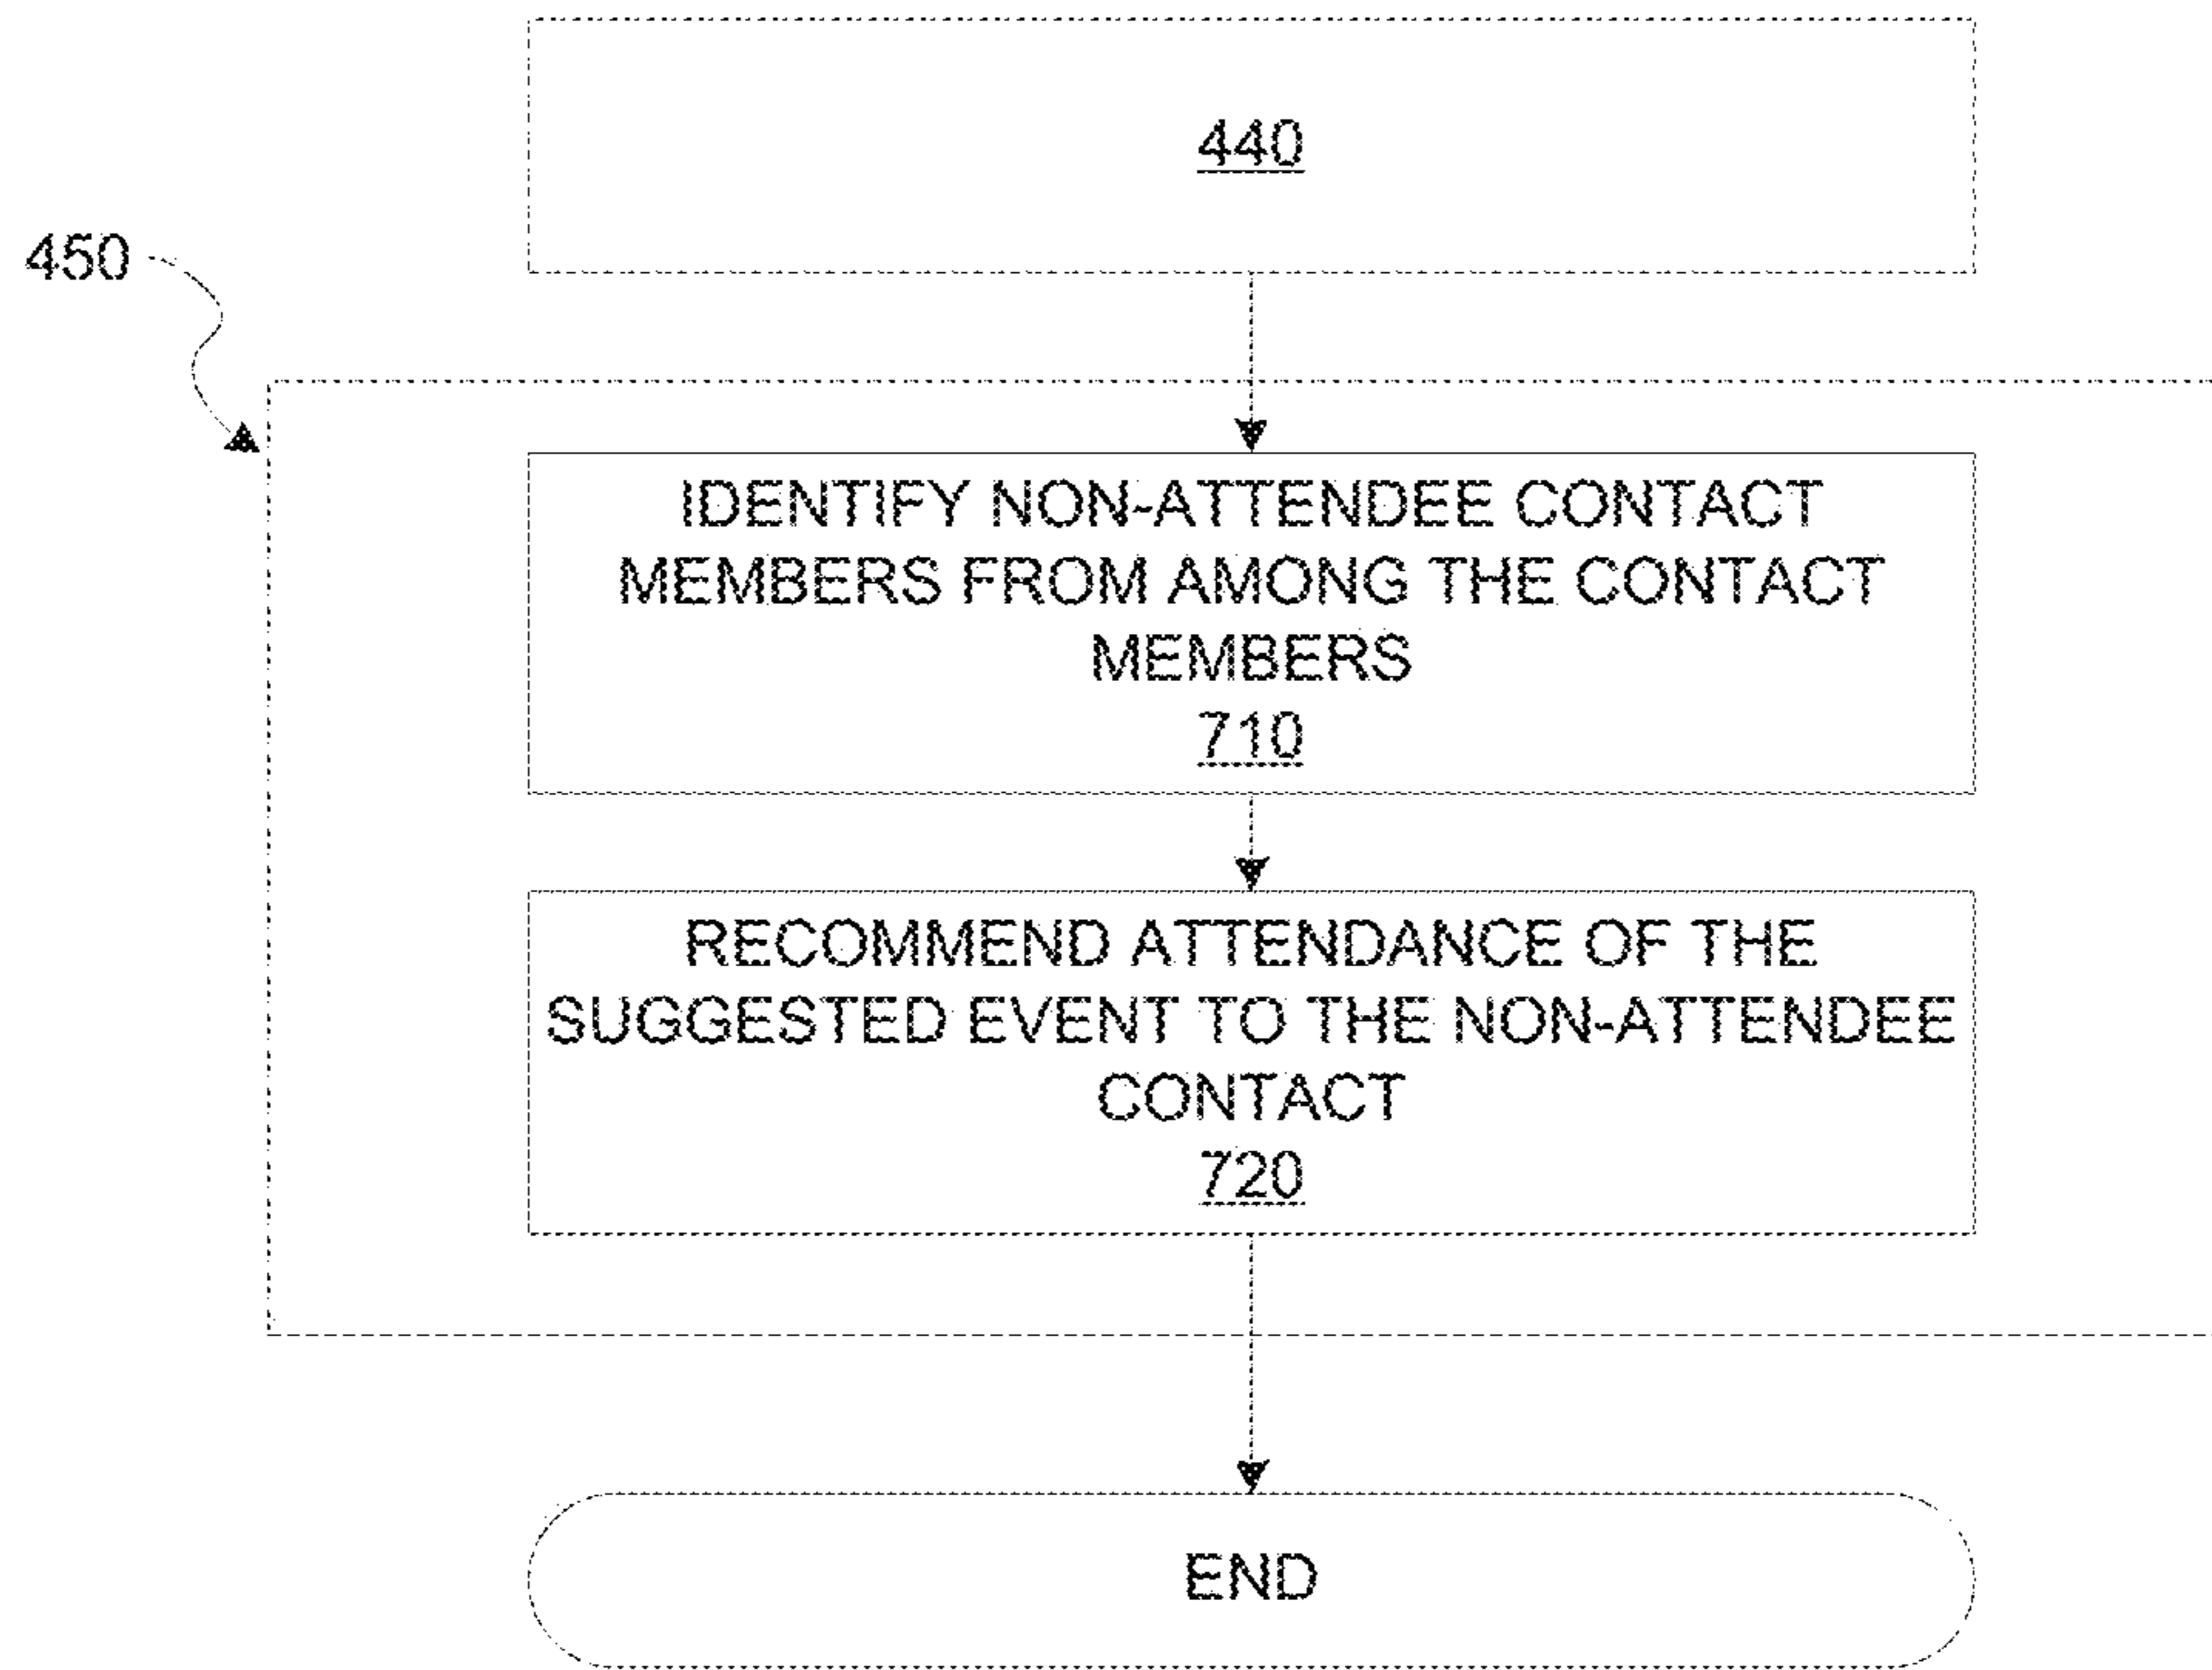 440
450
IDENTIFY NON-ATTENDEE CONTACT
MEMBERS FROM AMONG THE CONTACT
MEMBERS
710
RECOMMEND ATTENDANCE OF THE
SUGGESTED EVENT TO THE NON-ATTENDEE
CONTACT
720
END